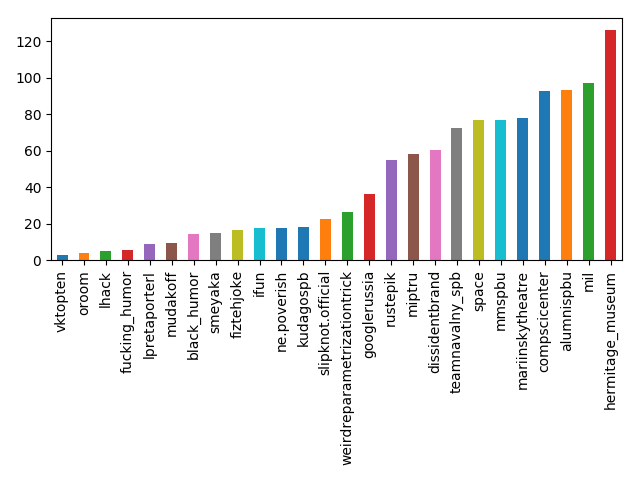 120
100
80
60
40
20
0
vktopten
oroom
lhack
fucking_humor
lpretaporterl
mudakoff
black_humor
smeyaka
fiztehjoke
ifun
ne.poverish
kudagospb
slipknot.official
weirdreparametrizationtrick
googlerussia
rustepik
miptru
dissidentbrand
teamnavalny_spb
space
mmspbu
mariinskytheatre
compscicenter
alumnispbu
mil
hermitage_museum